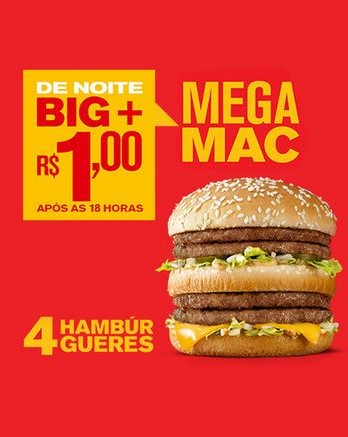 DE NOITE
BIG +
R$ 1,00
APÓS AS 18 HORAS
MEGA
MAC
4 HAMBÚR
GUERES